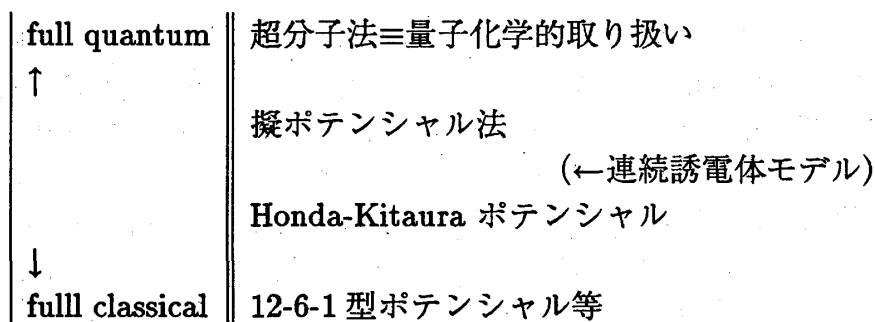 full quantum 超分子法≡量子化学的取り扱い
↑
擬ポテンシャル法
(←連続誘電体モデル)
Honda-Kitaura ポテンシャル
↓
fulll classical 12-6-1 型ポテンシャル等